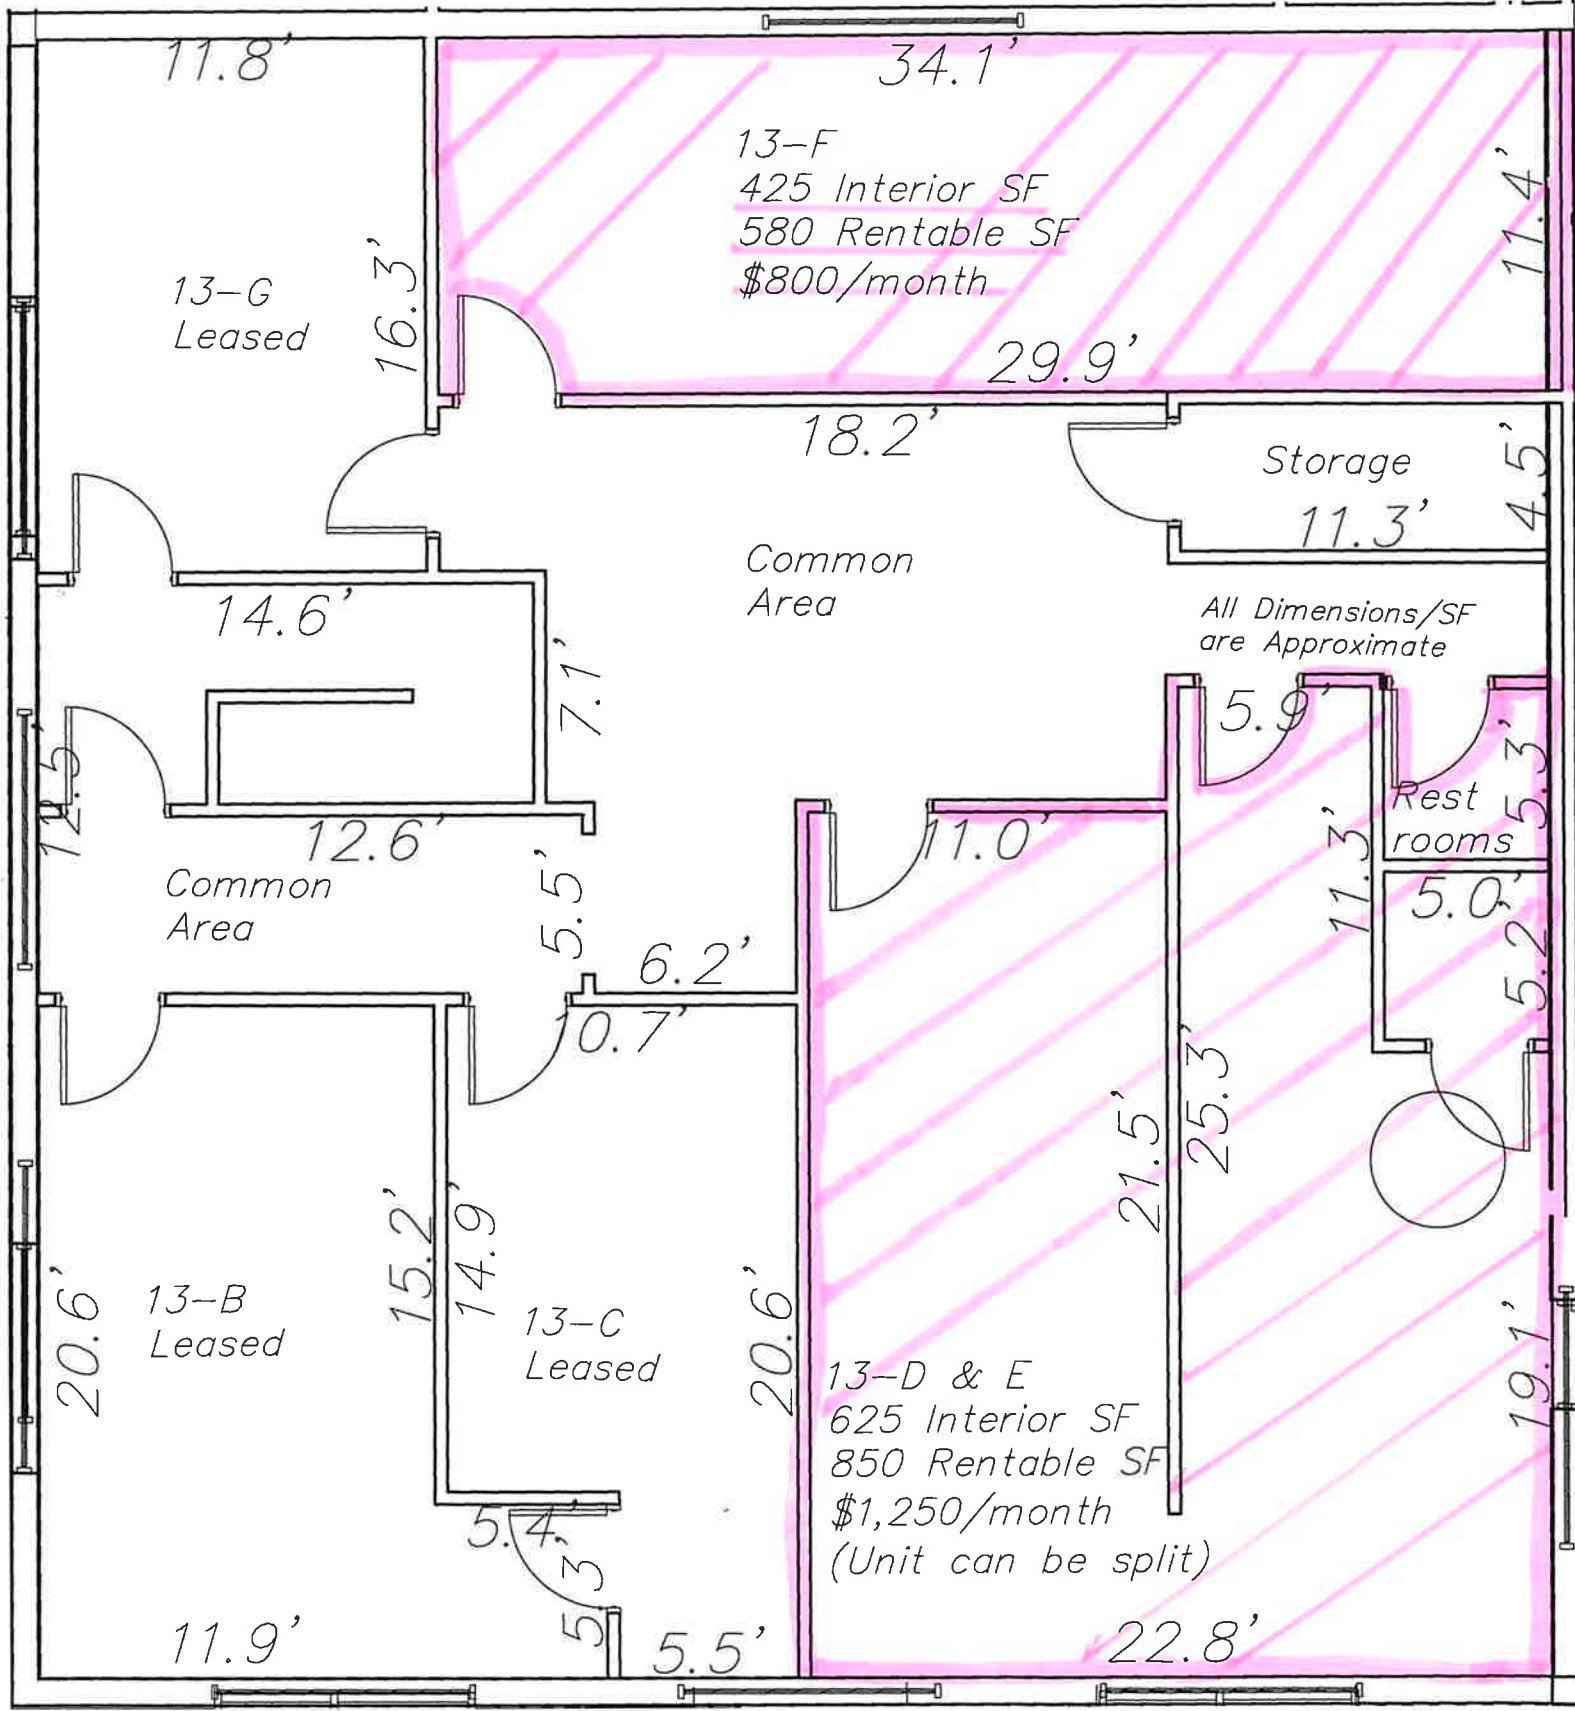 11.8'
34.1'
13-F
425 Interior SF
580 Rentable SF
$800/month
11.4'
16.3'
13-G
Leased
29.9'
18.2'
Storage
4.5'
11.3'
Common
Area
14.6'
All Dimensions/SF
are Approximate
7.1'
5.9'
12.5'
5.3'
Rest
rooms
12.6'
11.0'
11.3'
Common
Area
5.5'
5.0'
5.2'
6.2'
10.7'
21.5'
25.3'
15.2'
14.9'
20.6'
13-B
Leased
13-C
Leased
20.6'
19.1'
13-D & E
625 Interior SF
850 Rentable SF
$1,250/month
(Unit can be split)
5.4'
5.3'
11.9'
5.5'
22.8'